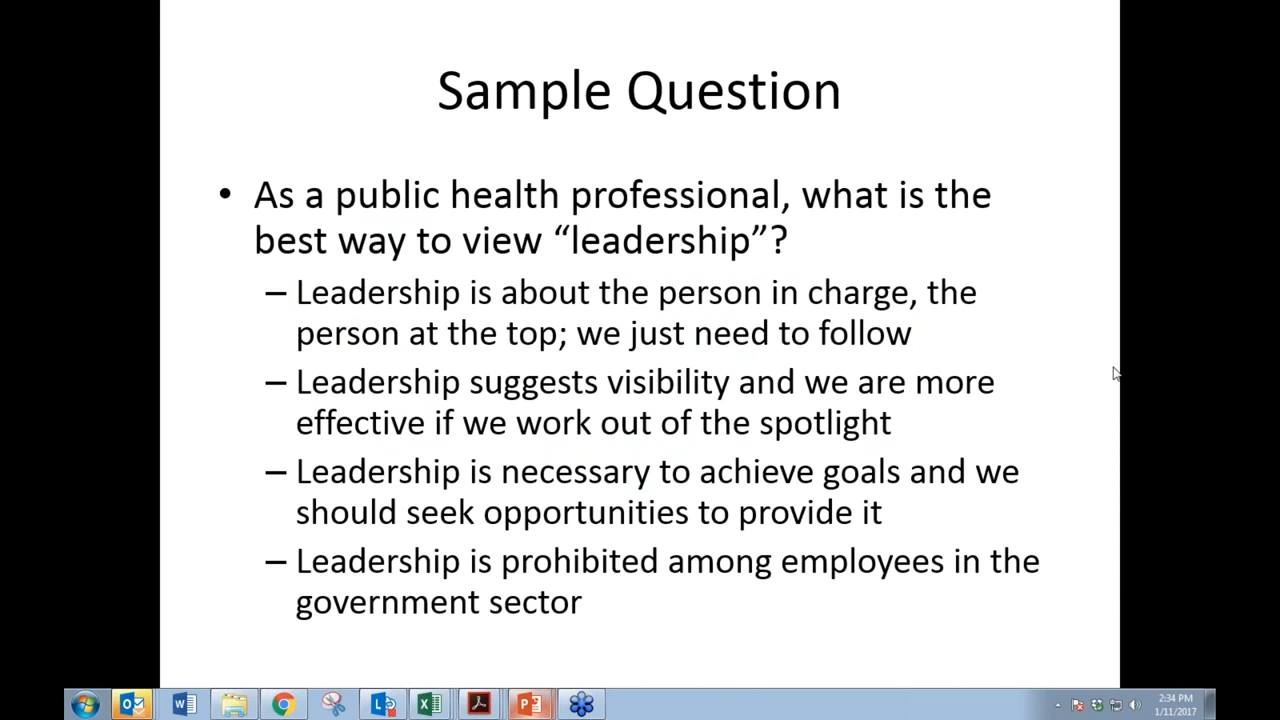 Sample Question
• As a public health professional, what is the
best way to view “leadership”?
– Leadership is about the person in charge, the
person at the top; we just need to follow
– Leadership suggests visibility and we are more
effective if we work out of the spotlight
– Leadership is necessary to achieve goals and we
should seek opportunities to provide it
– Leadership is prohibited among employees in the
government sector
2:34 PM
1/11/2017